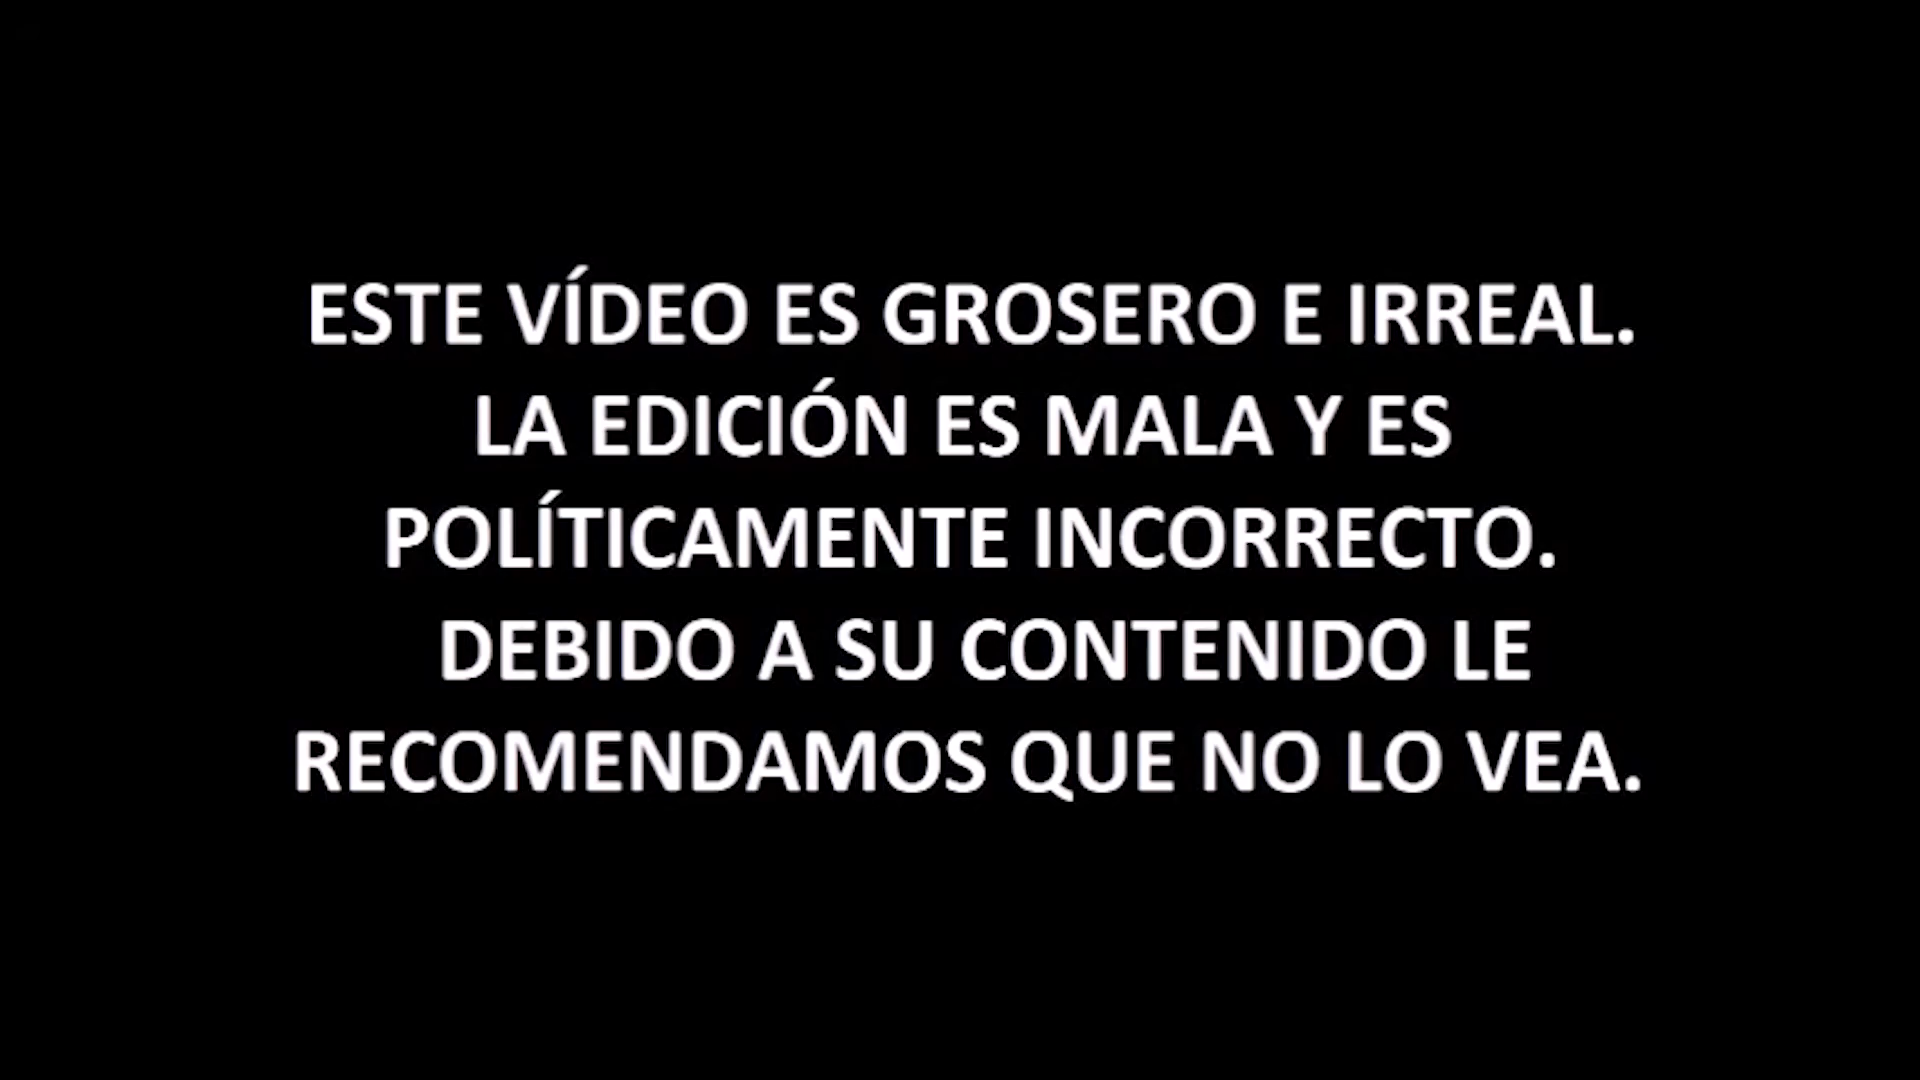 ESTE VÍDEO ES GROSERO E IRREAL.
LA EDICIÓN ES MALA Y ES
POLÍTICAMENTE INCORRECTO.
DEBIDO A SU CONTENIDO LE
RECOMENDAMOS QUE NO LO VEA.